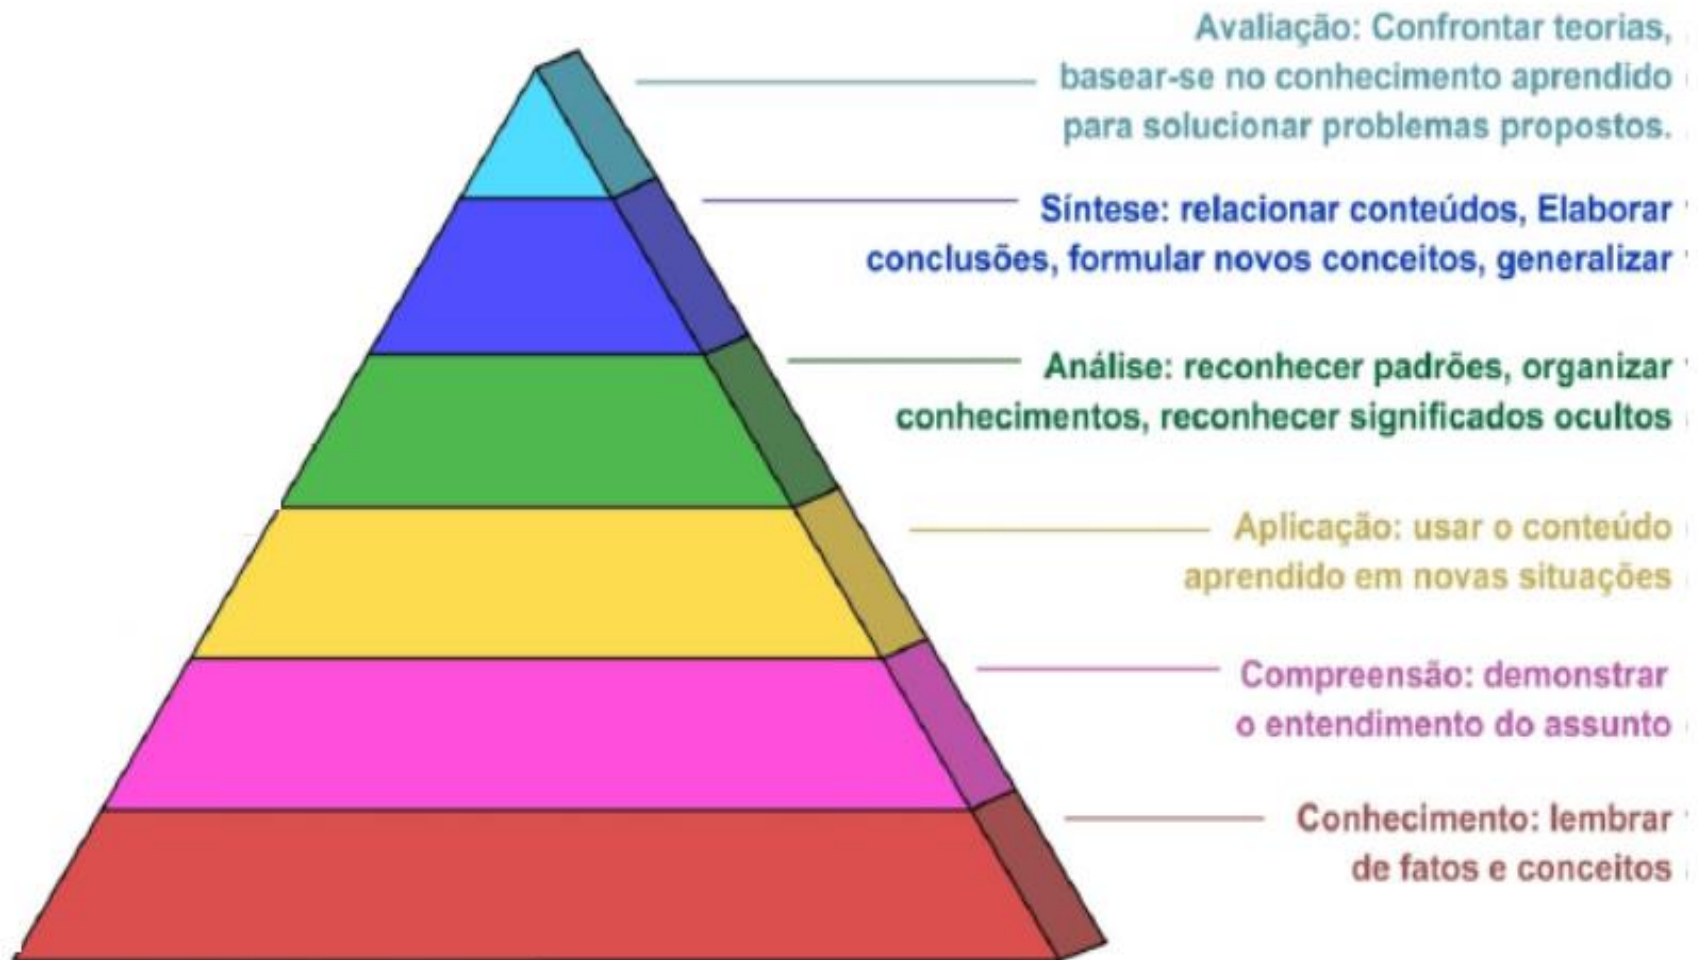 Avaliação: Confrontar teorias,
basear-se no conhecimento aprendido
para solucionar problemas propostos.
Síntese: relacionar conteúdos, Elaborar
conclusões, formular novos conceitos, generalizar
Análise: reconhecer padrões, organizar
conhecimentos, reconhecer significados ocultos
Aplicação: usar o conteúdo
aprendido em novas situações
Compreensão: demonstrar
o entendimento do assunto
Conhecimento: lembrar
de fatos e conceitos